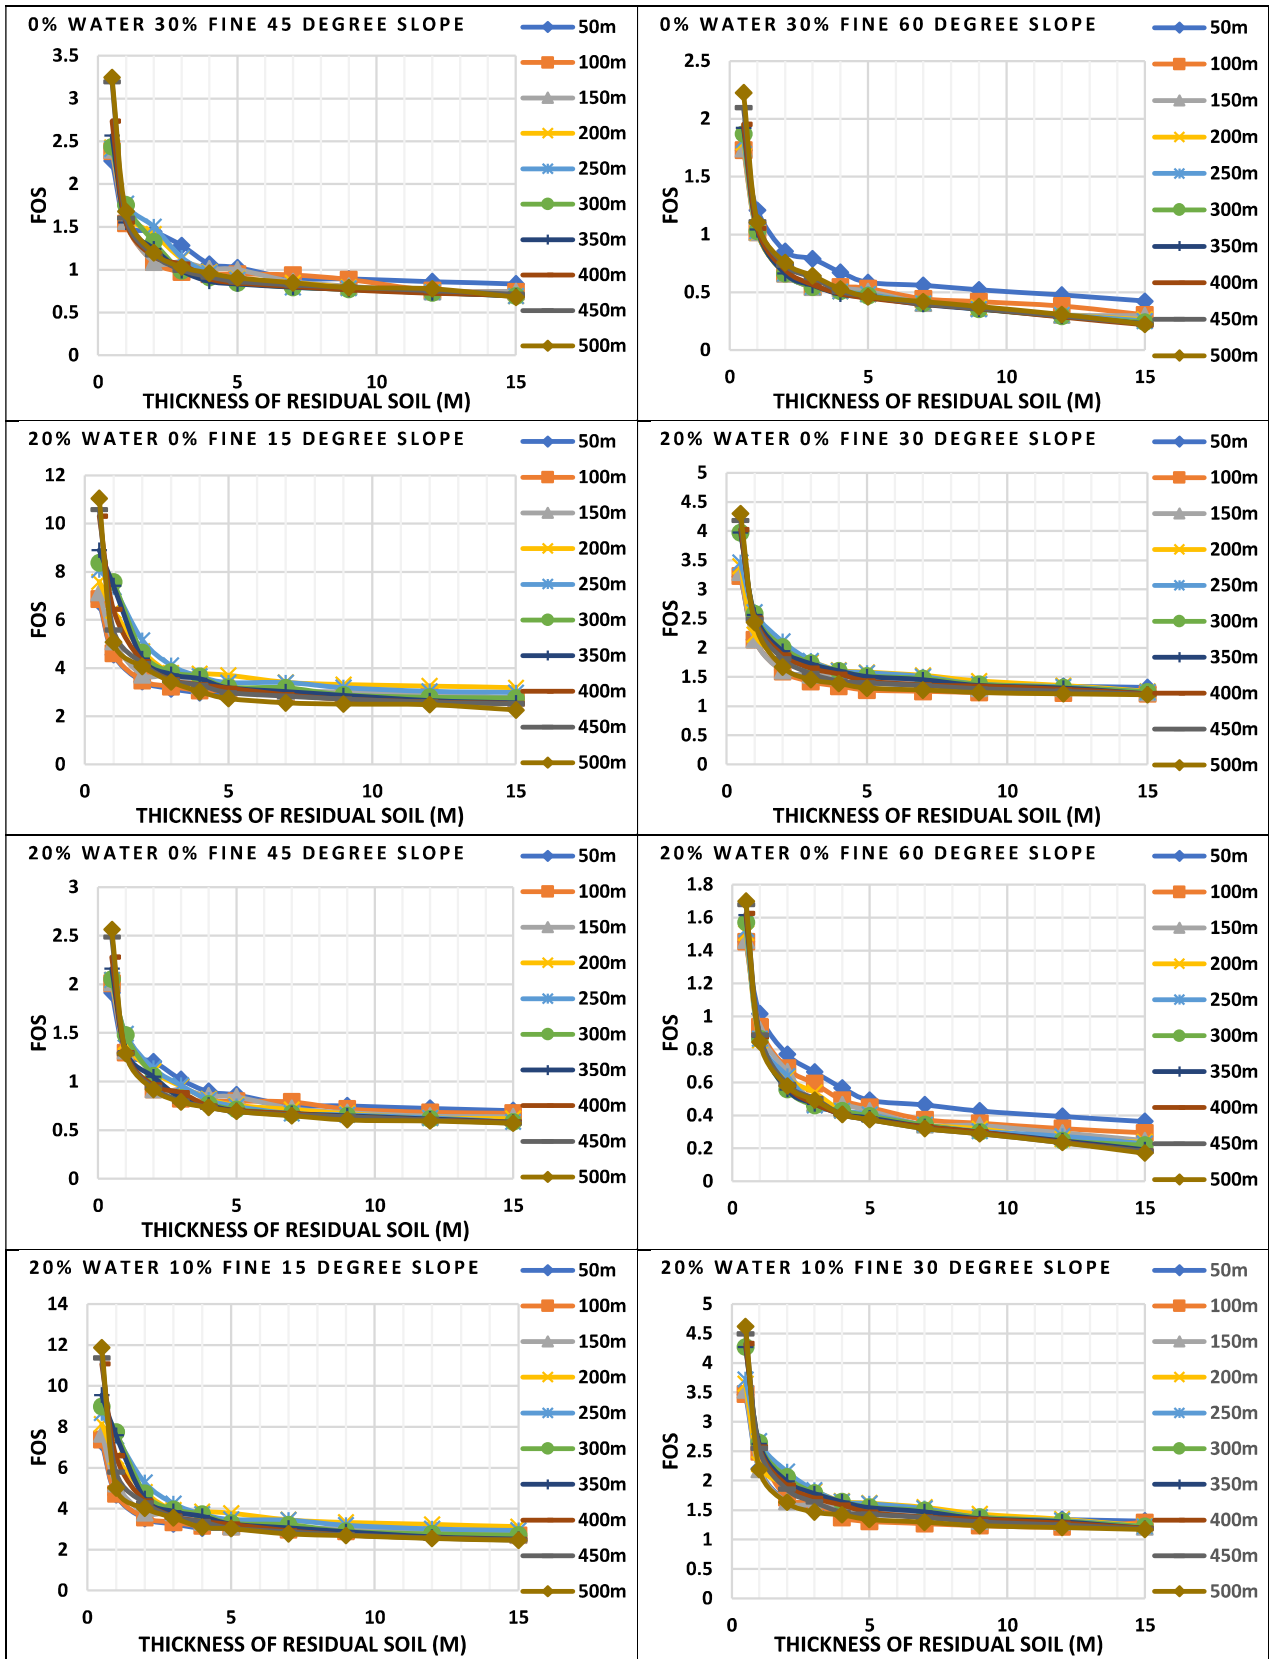 0% WATER 30% FINE 45 DEGREE SLOPE
3.5
3
2.5
2
1.5
1
0.5
0
FOS
0 5 10 15
THICKNESS OF RESIDUAL SOIL (M)
50m
100m
150m
200m
250m
300m
350m
400m
450m
500m
0% WATER 30% FINE 60 DEGREE SLOPE
2.5
2
1.5
1
0.5
0
FOS
0 5 10 15
THICKNESS OF RESIDUAL SOIL (M)
50m
100m
150m
200m
250m
300m
350m
400m
450m
500m
20% WATER 0% FINE 15 DEGREE SLOPE
12
10
8
6
4
2
0
FOS
0 5 10 15
THICKNESS OF RESIDUAL SOIL (M)
50m
100m
150m
200m
250m
300m
350m
400m
450m
500m
20% WATER 0% FINE 30 DEGREE SLOPE
5
4.5
4
3.5
3
2.5
2
1.5
1
0.5
0
FOS
0 5 10 15
THICKNESS OF RESIDUAL SOIL (M)
50m
100m
150m
200m
250m
300m
350m
400m
450m
500m
20% WATER 0% FINE 45 DEGREE SLOPE
3
2.5
2
1.5
1
0.5
0
FOS
0 5 10 15
THICKNESS OF RESIDUAL SOIL (M)
50m
100m
150m
200m
250m
300m
350m
400m
450m
500m
20% WATER 0% FINE 60 DEGREE SLOPE
1.8
1.6
1.4
1.2
1
0.8
0.6
0.4
0.2
0
FOS
0 5 10 15
THICKNESS OF RESIDUAL SOIL (M)
50m
100m
150m
200m
250m
300m
350m
400m
450m
500m
20% WATER 10% FINE 15 DEGREE SLOPE
14
12
10
8
6
4
2
0
FOS
0 5 10 15
THICKNESS OF RESIDUAL SOIL (M)
50m
100m
150m
200m
250m
300m
350m
400m
450m
500m
20% WATER 10% FINE 30 DEGREE SLOPE
5
4.5
4
3.5
3
2.5
2
1.5
1
0.5
0
FOS
0 5 10 15
THICKNESS OF RESIDUAL SOIL (M)
50m
100m
150m
200m
250m
300m
350m
400m
450m
500m